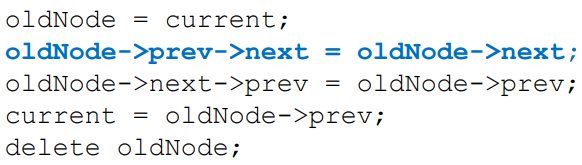 oldNode = current;
oldNode->prev->next = oldNode->next;
oldNode->next->prev = oldNode->prev;
current = oldNode->prev;
delete oldNode;